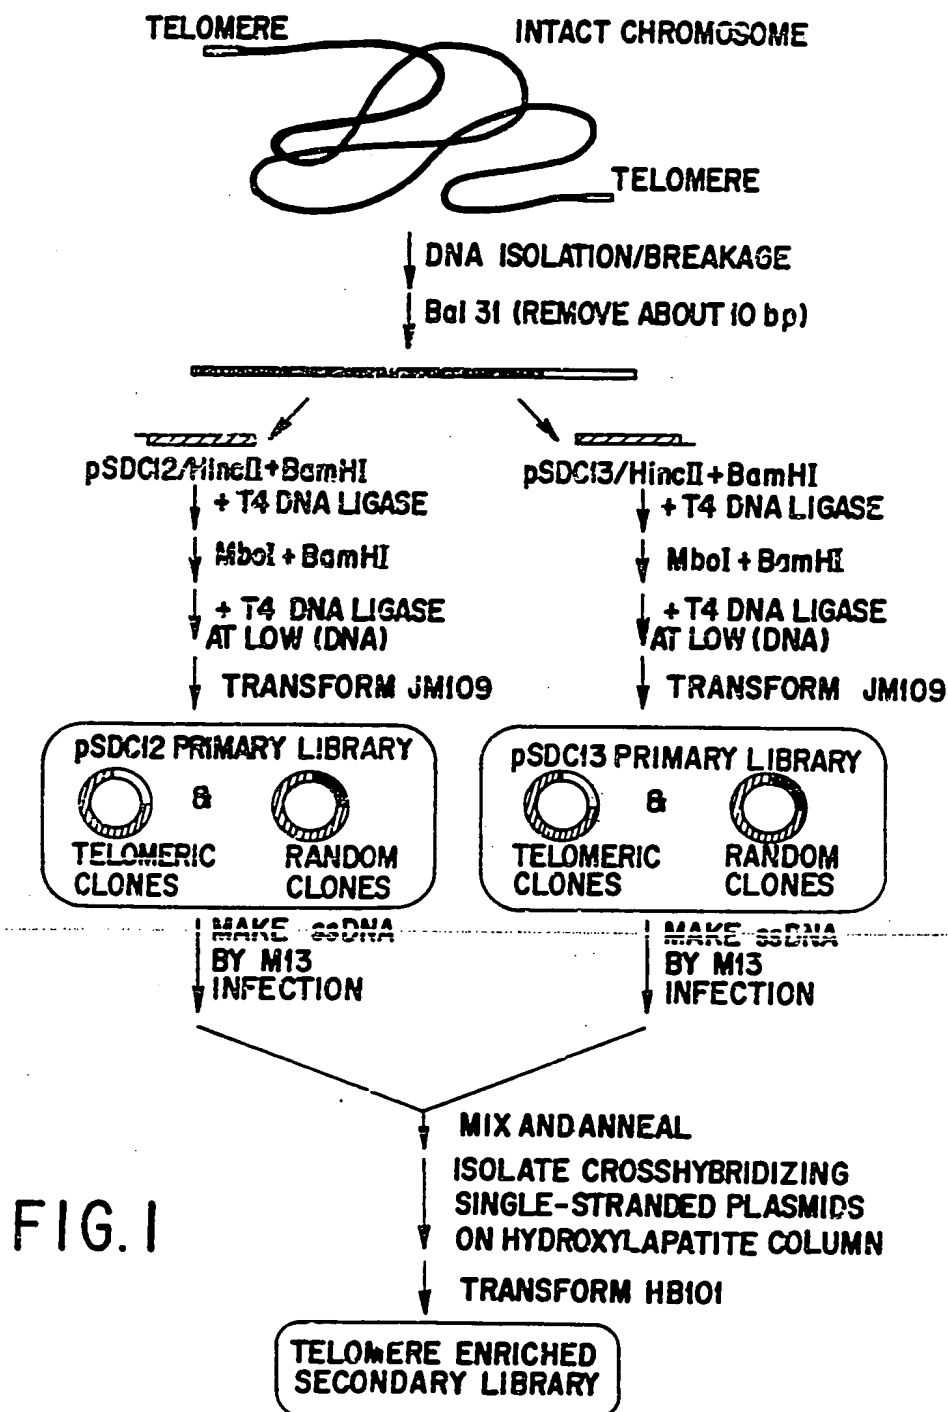 TELOMERE
INTACT CHROMOSOME
TELOMERE
DNA ISOLATION/BREAKAGE
Bal 31 (REMOVE ABOUT 10 bp)
pSDC12/HincII+BamHI
+ T4 DNA LIGASE
MboI + BamHI
+ T4 DNA LIGASE
AT LOW (DNA)
TRANSFORM JM109
pSDC13/HincII+BamHI
+ T4 DNA LIGASE
MboI + BamHI
+ T4 DNA LIGASE
AT LOW (DNA)
TRANSFORM JM109
pSDC12 PRIMARY LIBRARY
&
TELOMERIC
CLONES
RANDOM
CLONES
pSDC13 PRIMARY LIBRARY
&
TELOMERIC
CLONES
RANDOM
CLONES
MAKE ssDNA
BY M13
INFECTION
MAKE ssDNA
BY M13
INFECTION
MIX AND ANNEAL
ISOLATE CROSSHYBRIDIZING
SINGLE-STRANDED PLASMIDS
ON HYDROXYLAPATITE COLUMN
TRANSFORM HB101
TELOMERE ENRICHED
SECONDARY LIBRARY
FIG. 1